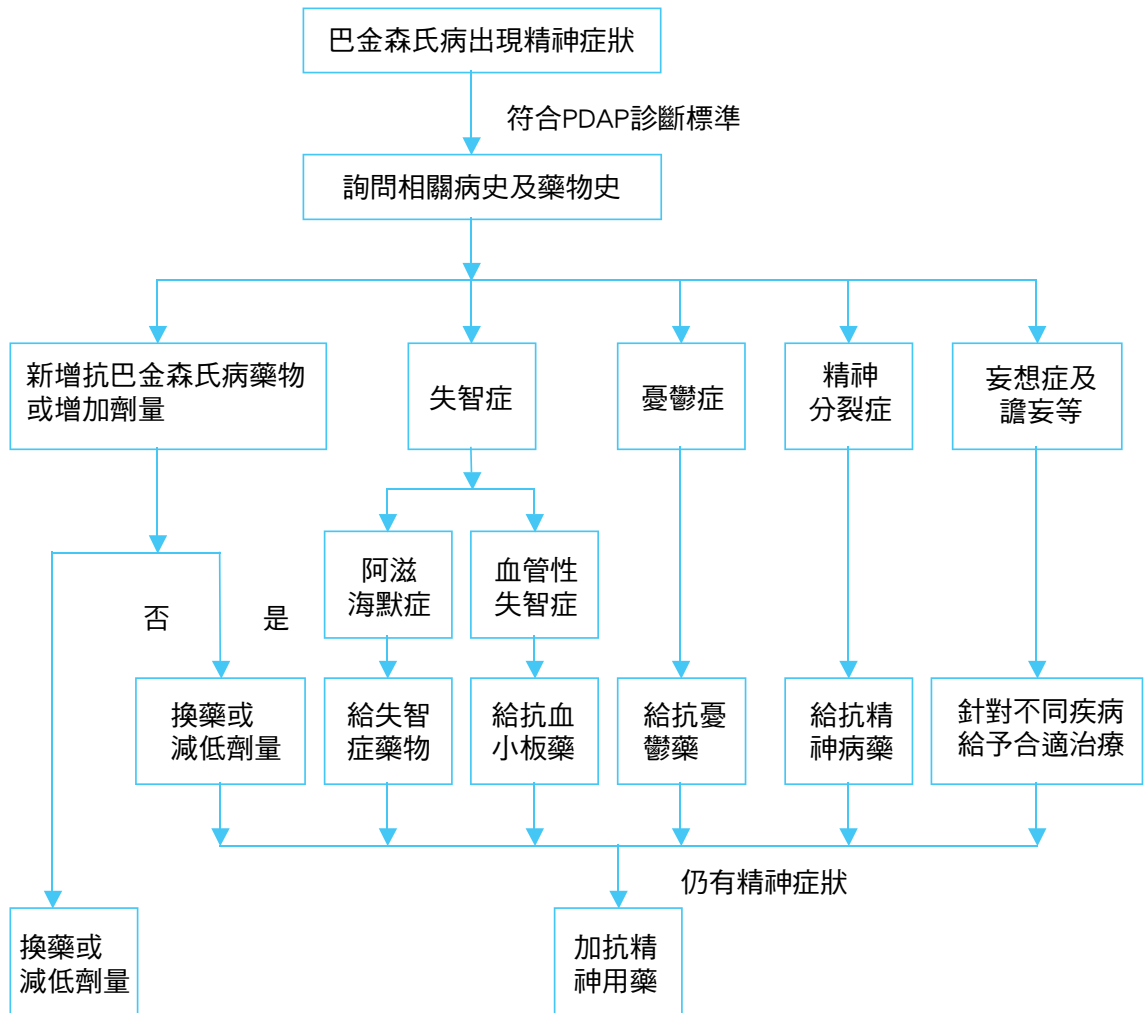 巴金森氏病出現精神症狀
符合PDAP診斷標準
詢問相關病史及藥物史
新增抗巴金森氏病藥物
或增加劑量
失智症
憂鬱症
精神
分裂症
妄想症及
譫妄等
阿滋
海默症
血管性
失智症
否
是
換藥或
減低劑量
給失智
症藥物
給抗血
小板藥
給抗憂
鬱藥
給抗精
神病藥
針對不同疾病
給予合適治療
仍有精神症狀
換藥或
減低劑量
加抗精
神用藥